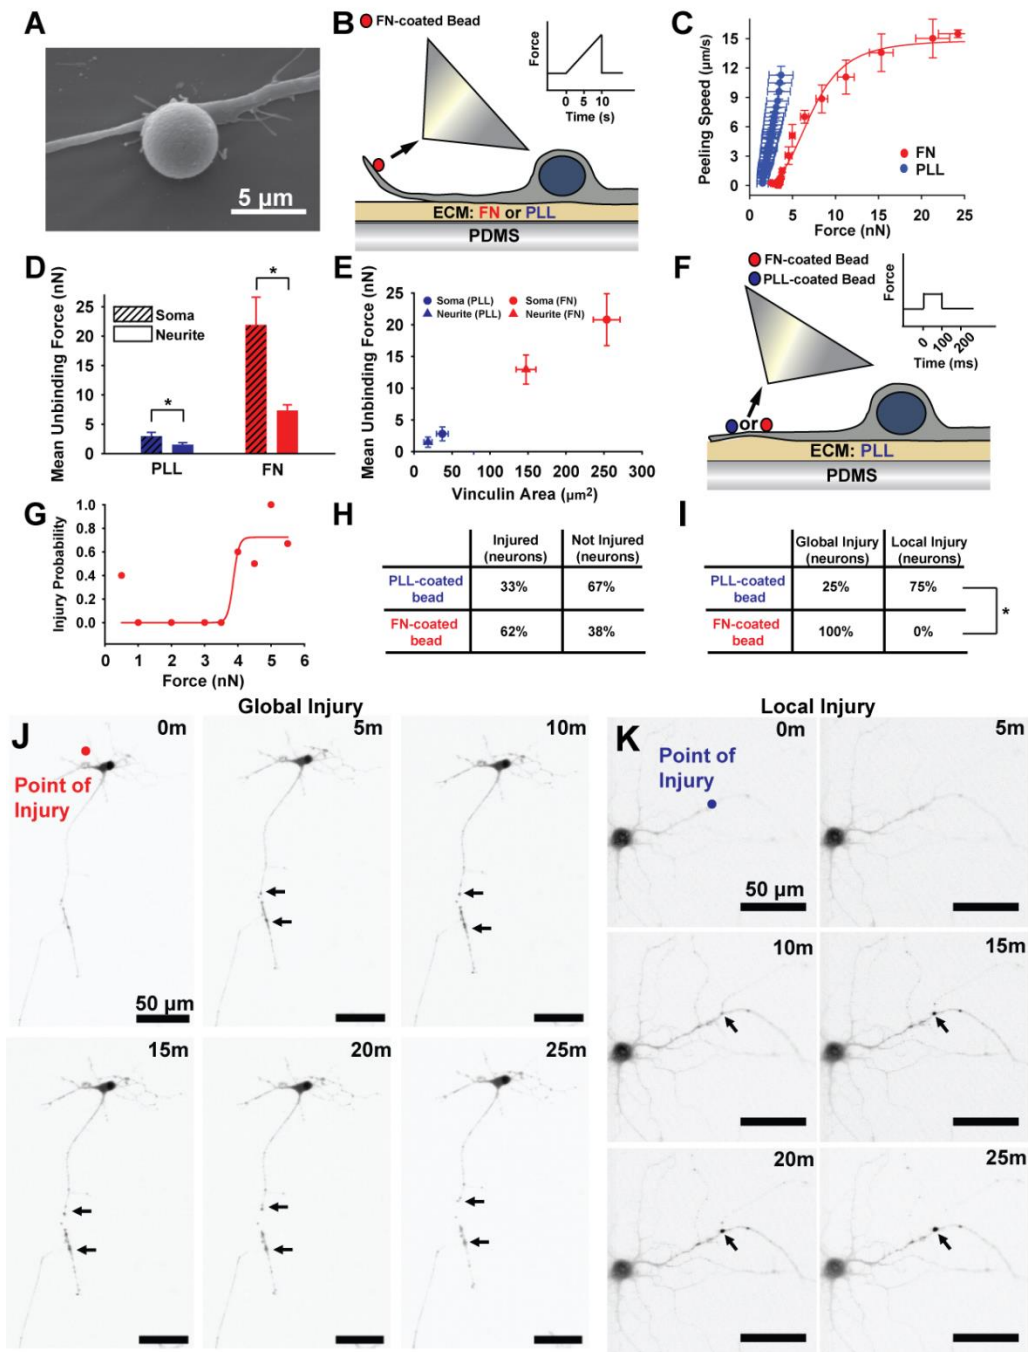 A
5 µm
B
FN-coated Bead
Force
0 10
Time (s)
ECM: FN or PLL
PDMS
C
Peeling Speed (µm/s)
15
12
9
6
3
0
FN
PLL
0 5 10 15 20 25
Force (nN)
D
Mean Unbinding Force (nN)
25
20
15
10
5
0
Soma
Neurite
*
*
PLL FN
E
Mean Unbinding Force (nN)
25
20
15
10
5
0
Soma (PLL) Soma (FN)
Neurite (PLL) Neurite (FN)
0 50 100 150 200 250 300
Vinculin Area (µm²)
F
FN-coated Bead
PLL-coated Bead
Force
0 100 200
Time (ms)
or
ECM: PLL
PDMS
G
Injury Probability
1.0
0.8
0.6
0.4
0.2
0.0
0 1 2 3 4 5 6
Force (nN)
H
Injured (neurons) Not Injured (neurons)
PLL-coated bead 33% 67%
FN-coated bead 62% 38%
I
Global Injury (neurons) Local Injury (neurons)
PLL-coated bead 25% 75%
FN-coated bead 100% 0%
*
Global Injury
J
0m 5m 10m
Point of
Injury
50 µm
15m 20m 25m
Local Injury
K
0m 5m
Point of
Injury
50 µm
10m 15m
20m 25m